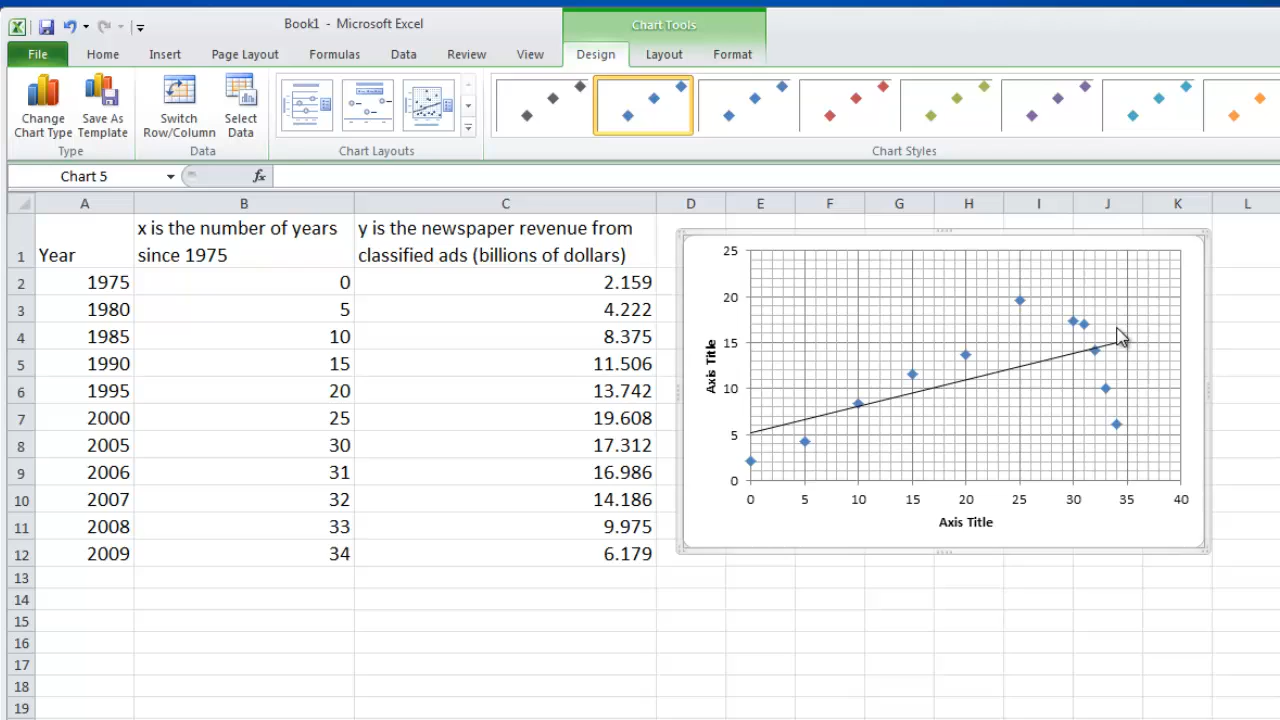 Book1 - Microsoft Excel
Chart Tools
File Home Insert Page Layout Formulas Data Review View Design Layout Format
Change Chart Type
Save As Template
Switch Row/Column
Select Data
Type Data Chart Layouts Chart Styles
Chart 5 fx
A B C D E F G H I J K L
1 Year x is the number of years since 1975 y is the newspaper revenue from classified ads (billions of dollars)
2 1975 0 2.159
3 1980 5 4.222
4 1985 10 8.375
5 1990 15 11.506
6 1995 20 13.742
7 2000 25 19.608
8 2005 30 17.312
9 2006 31 16.986
10 2007 32 14.186
11 2008 33 9.975
12 2009 34 6.179
13
14
15
16
17
18
19
25
20
15
10
5
0
Axis Title
0 5 10 15 20 25 30 35 40
Axis Title